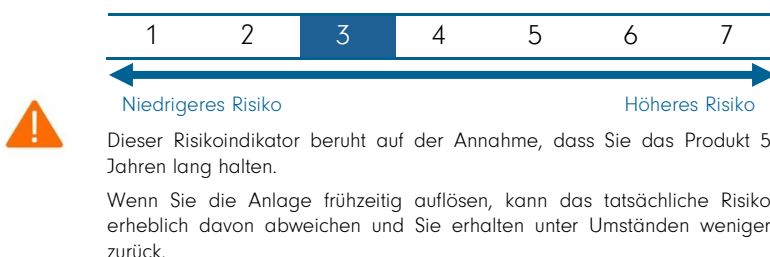 1 2 3 4 5 6 7
Niedrigeres Risiko Höheres Risiko
Dieser Risikoindikator beruht auf der Annahme, dass Sie das Produkt 5
Jahren lang halten.
Wenn Sie die Anlage frühzeitig auflösen, kann das tatsächliche Risiko
erheblich davon abweichen und Sie erhalten unter Umständen weniger
zurück.